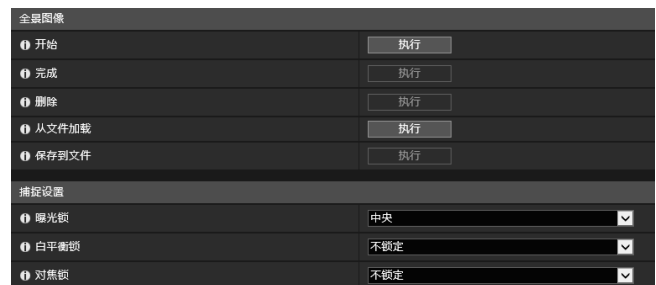 全景图像
开始 执行
完成 执行
删除 执行
从文件加载 执行
保存到文件 执行
捕捉设置
曝光锁 中央
白平衡锁 不锁定
对焦锁 不锁定